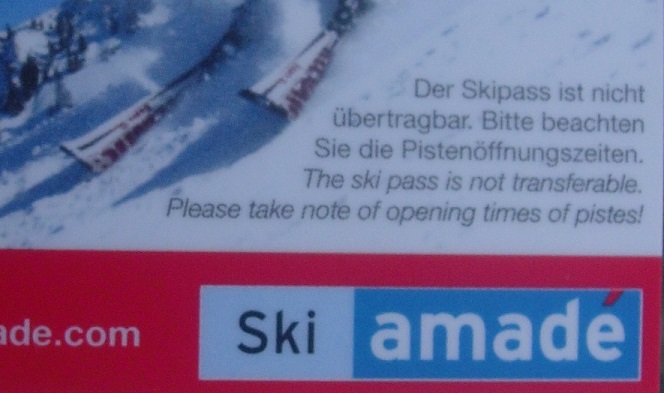 Der Skipass ist nicht
übertragbar. Bitte beachten
Sie die Pistenöffnungszeiten.
The ski pass is not transferable.
Please take note of opening times of pistes!
ade.com
Ski amadé